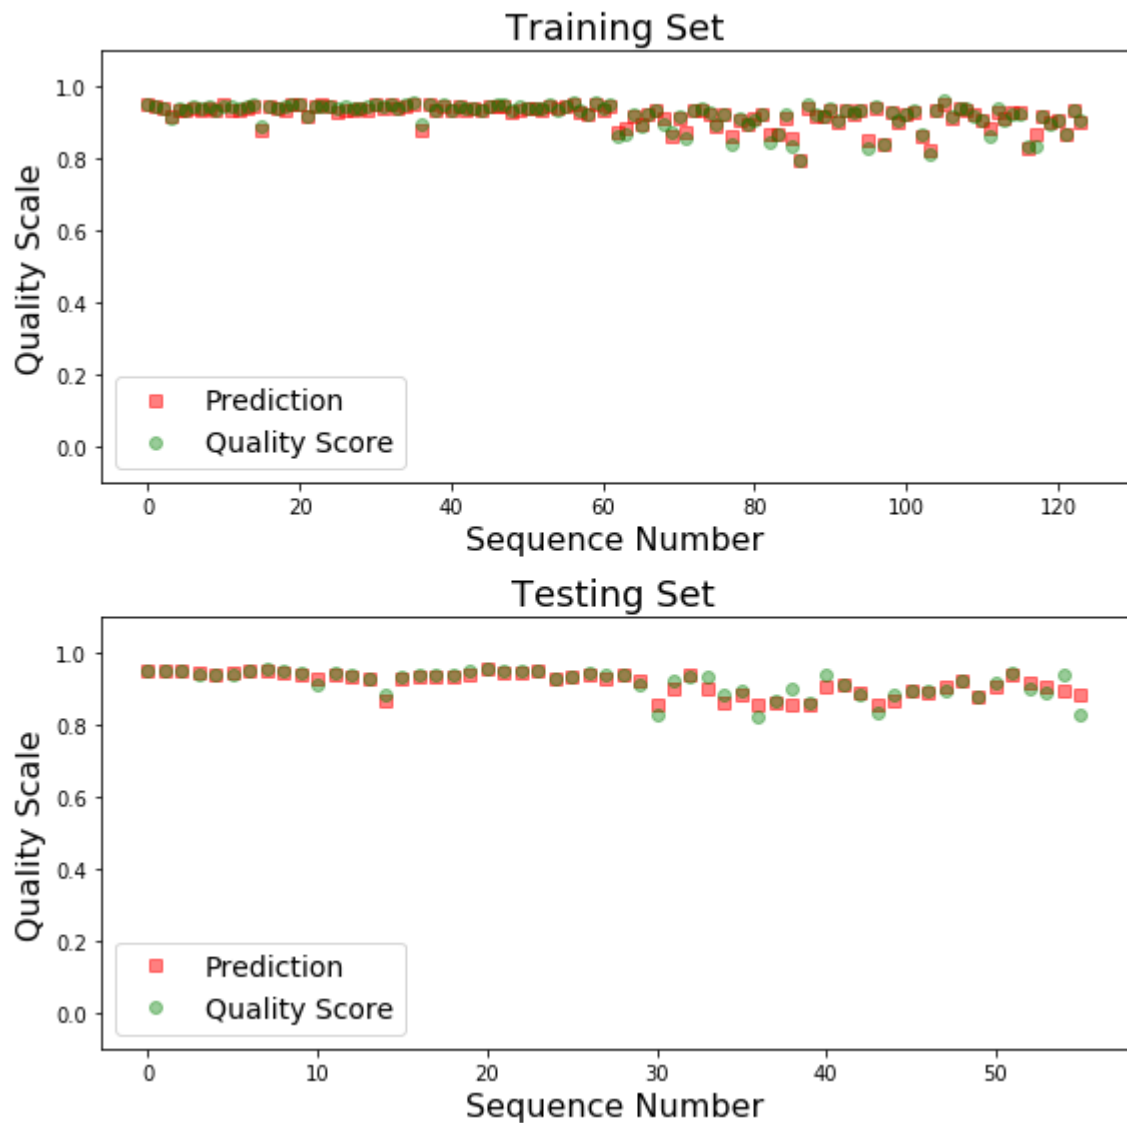 Training Set
1.0
0.8
0.6
0.4
0.2
0.0
Quality Scale
Prediction
Quality Score
0 20 40 60 80 100 120
Sequence Number
Testing Set
1.0
0.8
0.6
0.4
0.2
0.0
Quality Scale
Prediction
Quality Score
0 10 20 30 40 50
Sequence Number